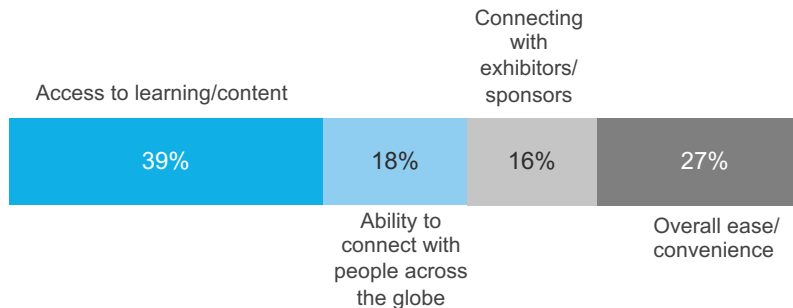 Connecting
with
exhibitors/
sponsors
Access to learning/content
39%
18%
16%
27%
Ability to
connect with
people across
the globe
Overall ease/
convenience